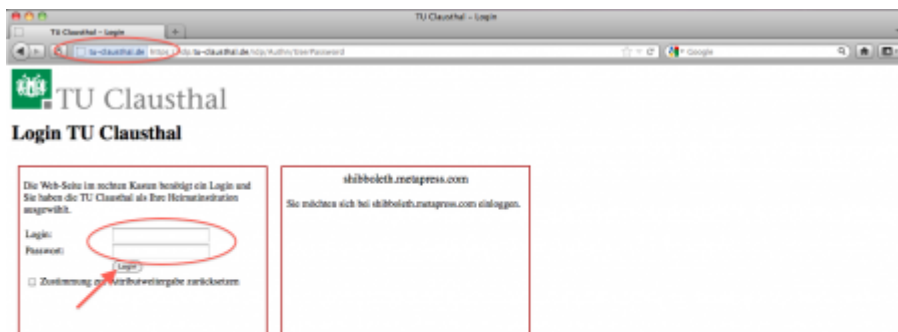 TU Clausthal – Login
TU Clausthal – Login
tu-clausthal.de https://idp.tu-clausthal.de/idp/Authn/UserPassword
Google
TU Clausthal
Login TU Clausthal
Die Web-Seite im rechten Kasten benötigt ein Login und
Sie haben die TU Clausthal als Ihre Heimatinstitution
ausgewählt.
Login:
Passwort:
Login
Zustimmung zur Attributweitergabe zurücksetzen
shibboleth.metapress.com
Sie möchten sich bei shibboleth.metapress.com einloggen.